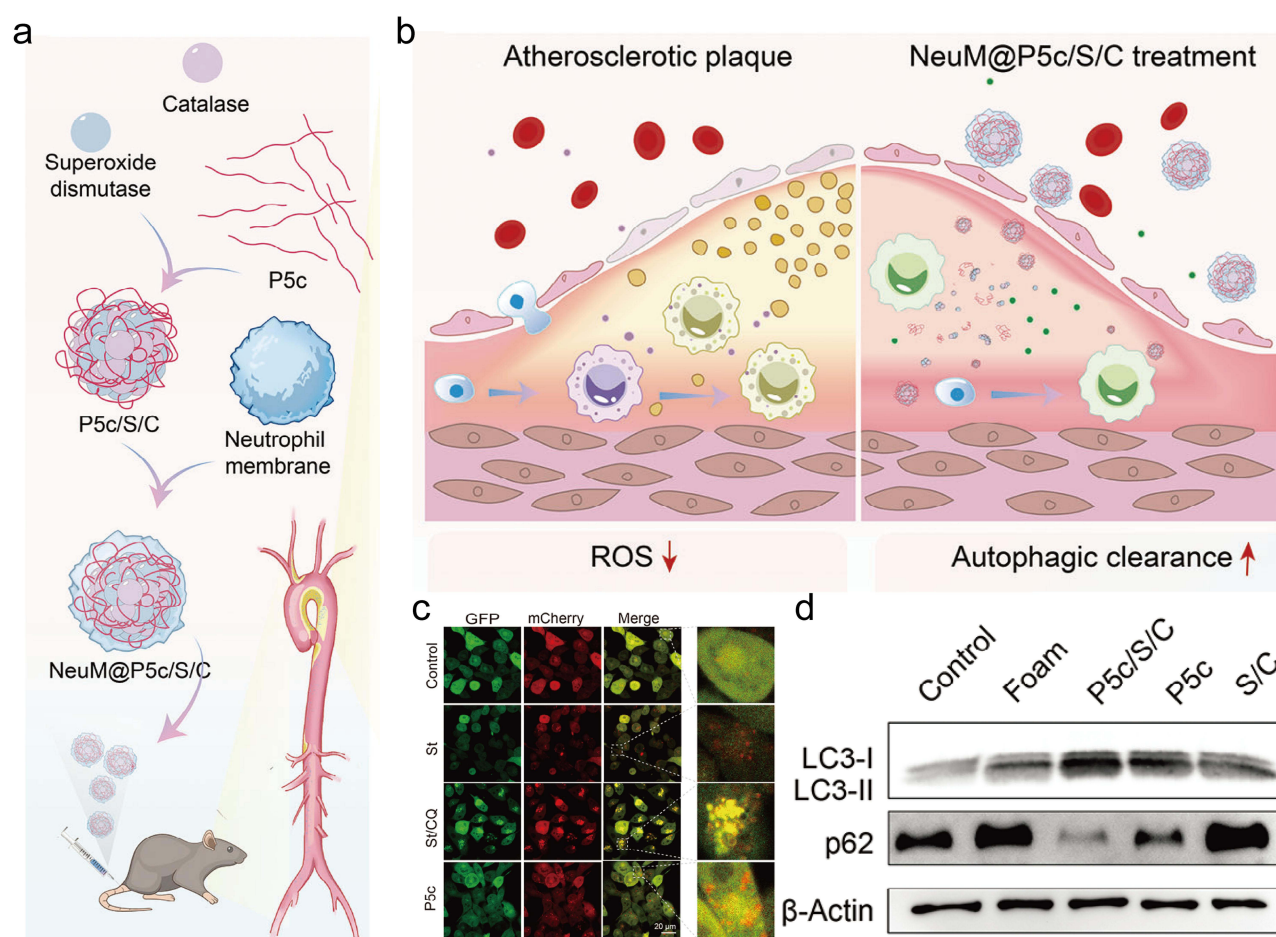 a
Catalase
Superoxide
dismutase
P5c
P5c/S/C
Neutrophil
membrane
NeuM@P5c/S/C
b
Atherosclerotic plaque
NeuM@P5c/S/C treatment
ROS
Autophagic clearance
c
GFP
mCherry
Merge
Control
St
St/CQ
P5c
20 μm
d
Control
Foam
P5c/S/C
P5c
S/C
LC3-I
LC3-II
p62
β-Actin